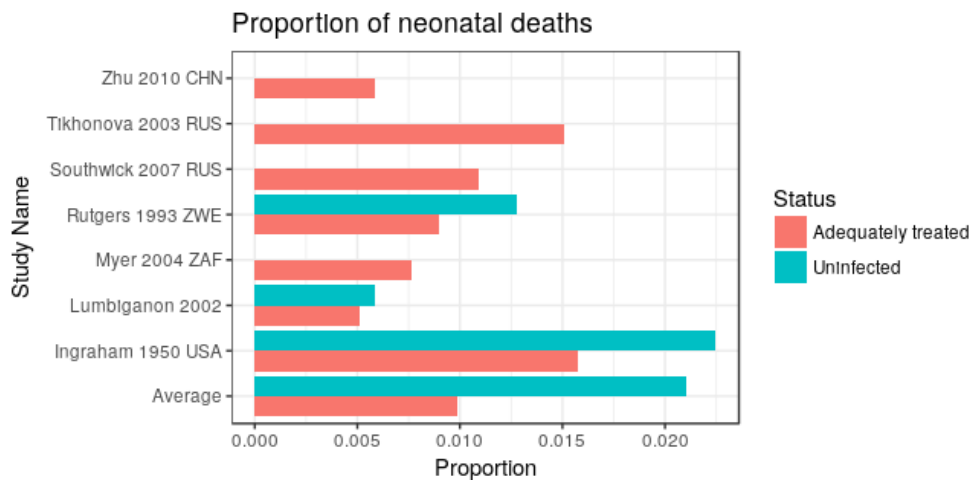 Proportion of neonatal deaths
Study Name
Zhu 2010 CHN
Tikhonova 2003 RUS
Southwick 2007 RUS
Rutgers 1993 ZWE
Myer 2004 ZAF
Lumbiganon 2002
Ingraham 1950 USA
Average
0.000 0.005 0.010 0.015 0.020
Proportion
Status
Adequately treated
Uninfected